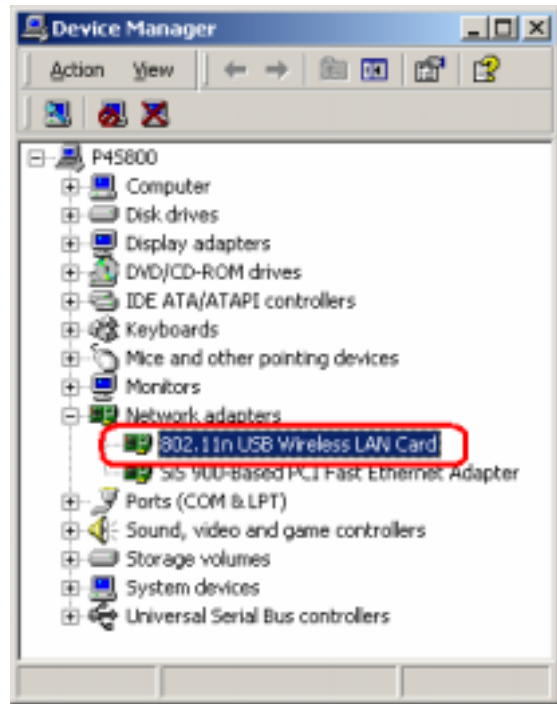 Device Manager
Action View
P4S800
Computer
Disk drives
Display adapters
DVD/CD-ROM drives
IDE ATA/ATAPI controllers
Keyboards
Mice and other pointing devices
Monitors
Network adapters
802.11n USB Wireless LAN Card
SiS 900-Based PCI Fast Ethernet Adapter
Ports (COM & LPT)
Sound, video and game controllers
Storage volumes
System devices
Universal Serial Bus controllers